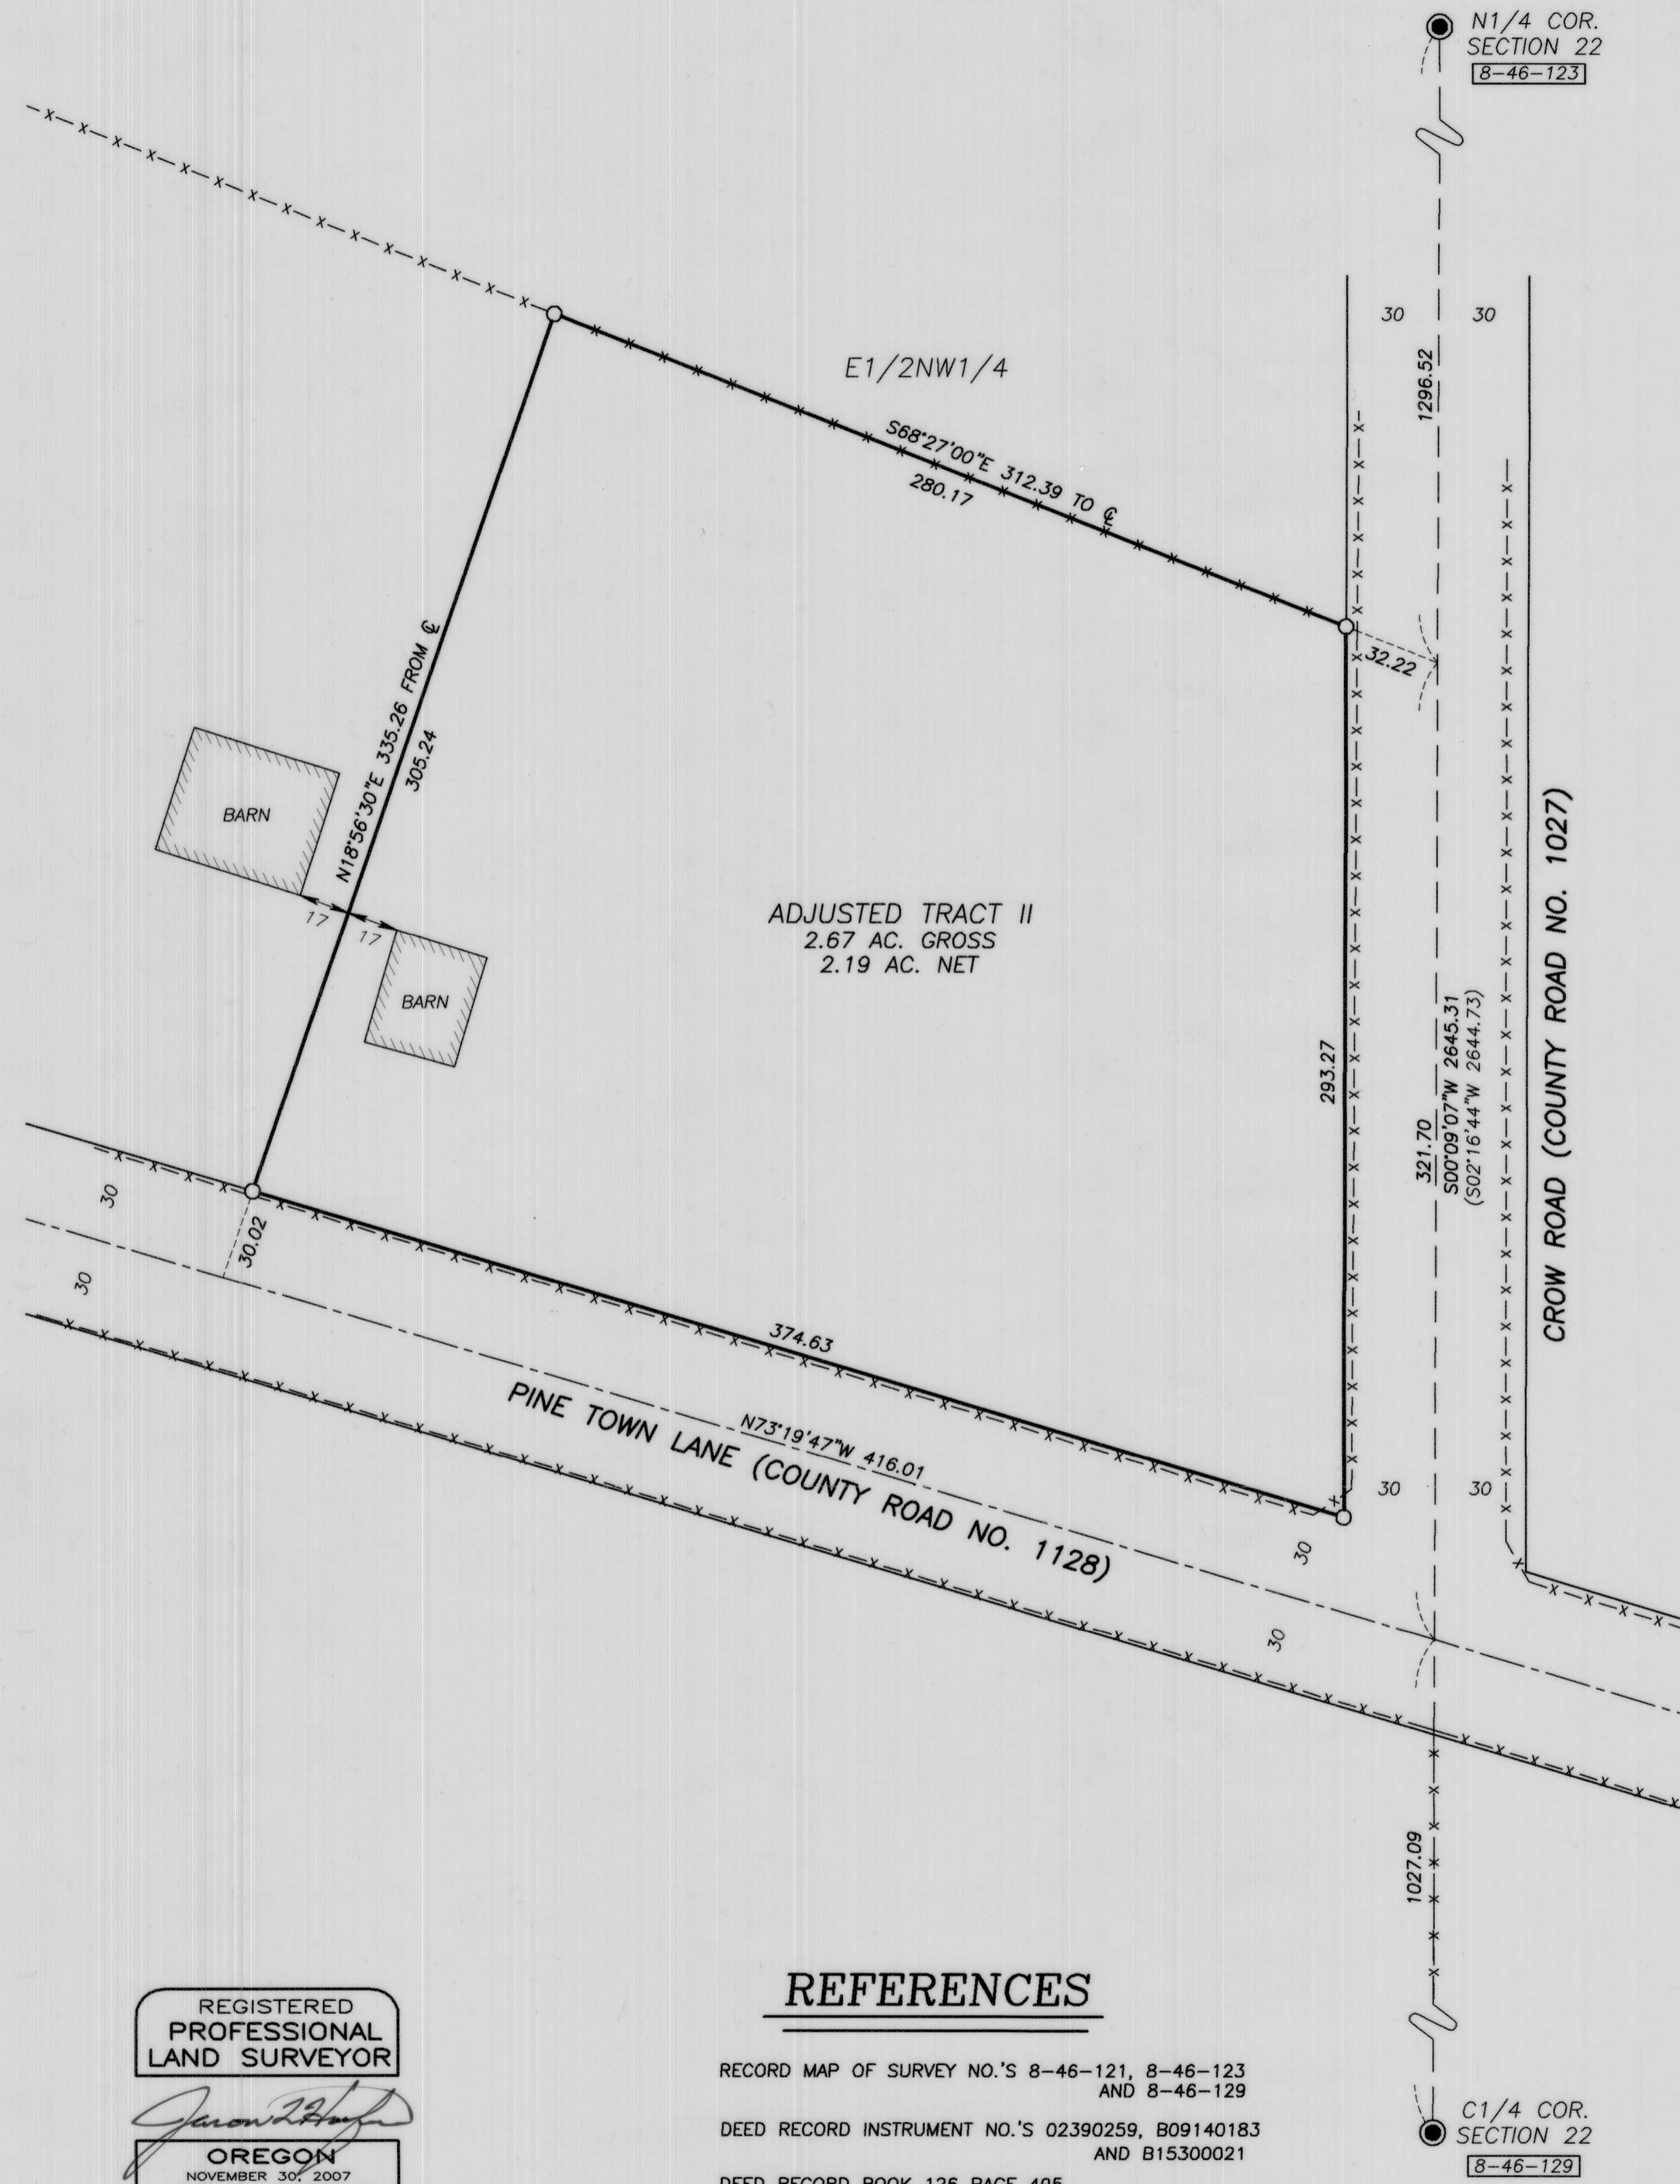 N1/4 COR.
SECTION 22
8-46-123
30
30
1296.52
E1/2NW1/4
S68°27'00"E 312.39 TO ℄
280.17
32.22
N18°56'30"E 335.26 FROM ℄
305.24
BARN
17
17
BARN
ADJUSTED TRACT II
2.67 AC. GROSS
2.19 AC. NET
293.27
321.70
S00°09'07"W 2645.31
(S02°16'44"W 2644.73)
CROW ROAD (COUNTY ROAD NO. 1027)
30
30
30.02
374.63
N73°19'47"W 416.01
PINE TOWN LANE (COUNTY ROAD NO. 1128)
30
30
30
30
1027.09
REGISTERED
PROFESSIONAL
LAND SURVEYOR
OREGON
NOVEMBER 30, 2007
REFERENCES
RECORD MAP OF SURVEY NO.'S 8-46-121, 8-46-123
AND 8-46-129
DEED RECORD INSTRUMENT NO.'S 02390259, B09140183
AND B15300021
DEED RECORD BOOK 126 PAGE 495
C1/4 COR.
SECTION 22
8-46-129